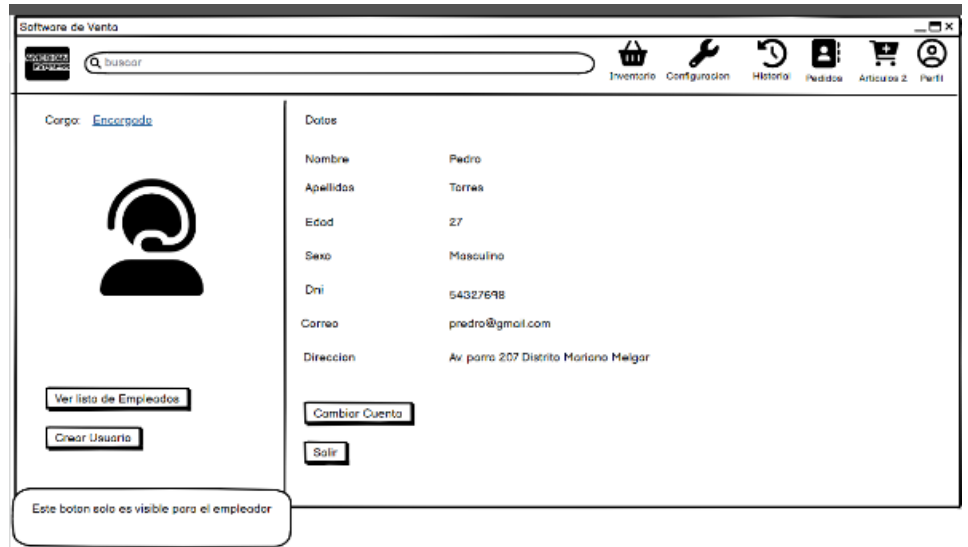 Software de Venta
buscar
Inventario Configuracion Historial Pedidos Articulos 2 Perfil
Cargo: Encargado
Datos
Nombre Pedro
Apellidos Torres
Edad 27
Sexo Masculino
Dni 54327698
Correo predro@gmail.com
Direccion Av parra 207 Distrito Mariano Melgar
Ver lista de Empleados
Cambiar Cuenta
Crear Usuario
Salir
Este boton solo es visible para el empleador